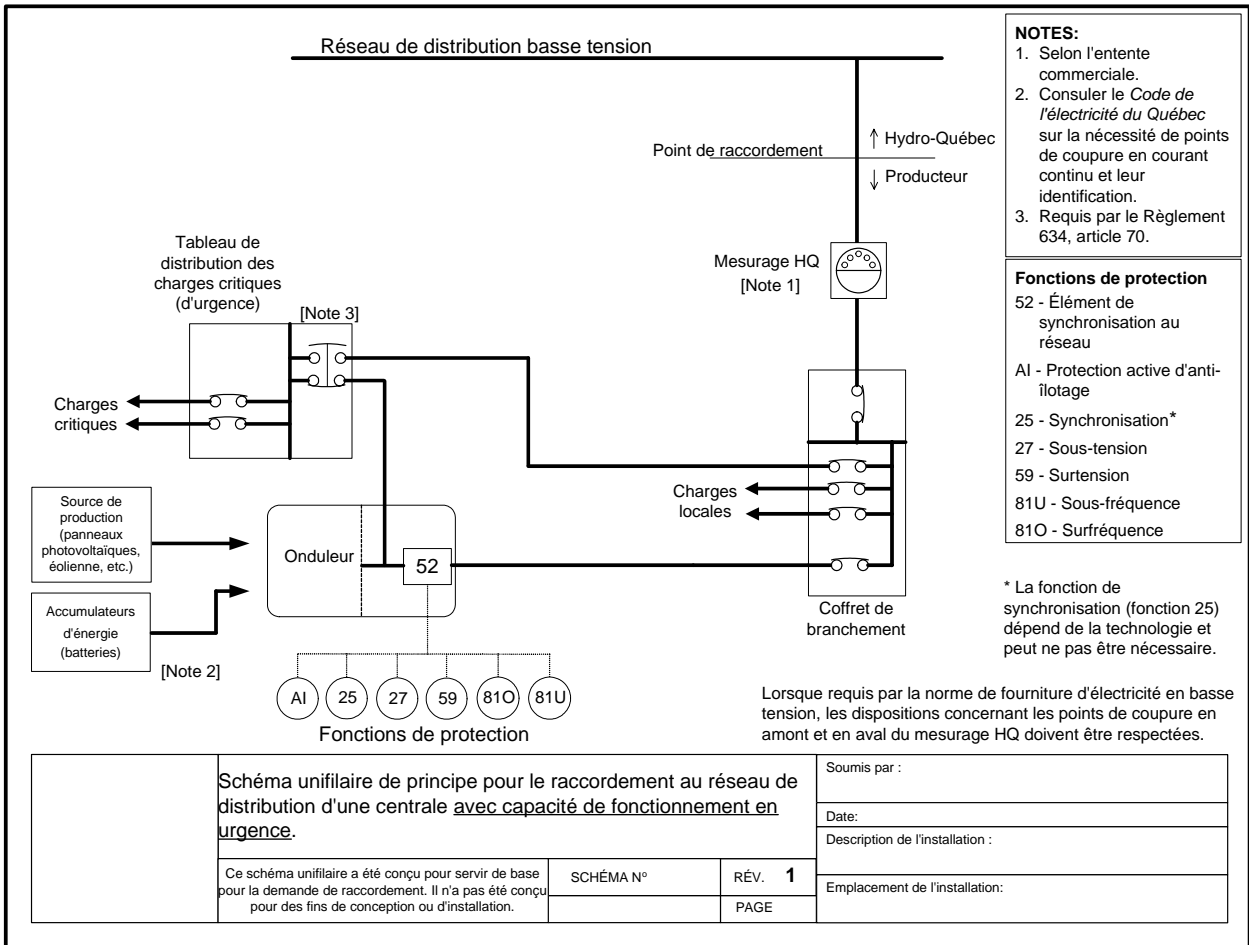 Réseau de distribution basse tension
Point de raccordement
↑ Hydro-Québec
↓ Producteur
Mesurage HQ
[Note 1]
Tableau de
distribution des
charges critiques
(d'urgence)
[Note 3]
Charges
critiques
Charges
locales
Source de
production
(panneaux
photovoltaïques,
éolienne, etc.)
Onduleur
52
Accumulateurs
d'énergie
(batteries)
[Note 2]
Coffret de
branchement
AI
25
27
59
81O
81U
Fonctions de protection
NOTES:
1. Selon l'entente
commerciale.
2. Consuler le Code de
l'électricité du Québec
sur la nécessité de points
de coupure en courant
continu et leur
identification.
3. Requis par le Règlement
634, article 70.
Fonctions de protection
52 - Élément de
synchronisation au
réseau
AI - Protection active d'anti-
îlotage
25 - Synchronisation*
27 - Sous-tension
59 - Surtension
81U - Sous-fréquence
81O - Surfréquence
* La fonction de
synchronisation (fonction 25)
dépend de la technologie et
peut ne pas être nécessaire.
Lorsque requis par la norme de fourniture d'électricité en basse
tension, les dispositions concernant les points de coupure en
amont et en aval du mesurage HQ doivent être respectées.
Schéma unifilaire de principe pour le raccordement au réseau de
distribution d'une centrale avec capacité de fonctionnement en
urgence.
Ce schéma unifilaire a été conçu pour servir de base
pour la demande de raccordement. Il n'a pas été conçu
pour des fins de conception ou d'installation.
SCHÉMA Nº
RÉV. 1
PAGE
Soumis par :
Date:
Description de l'installation :
Emplacement de l'installation: